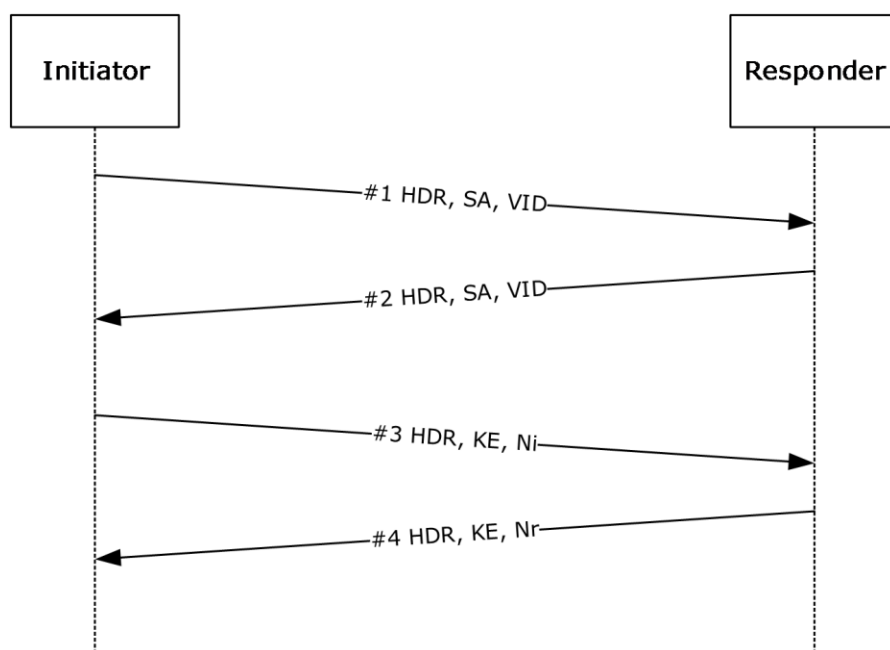 Initiator
Responder
#1 HDR, SA, VID
#2 HDR, SA, VID
#3 HDR, KE, Ni
#4 HDR, KE, Nr